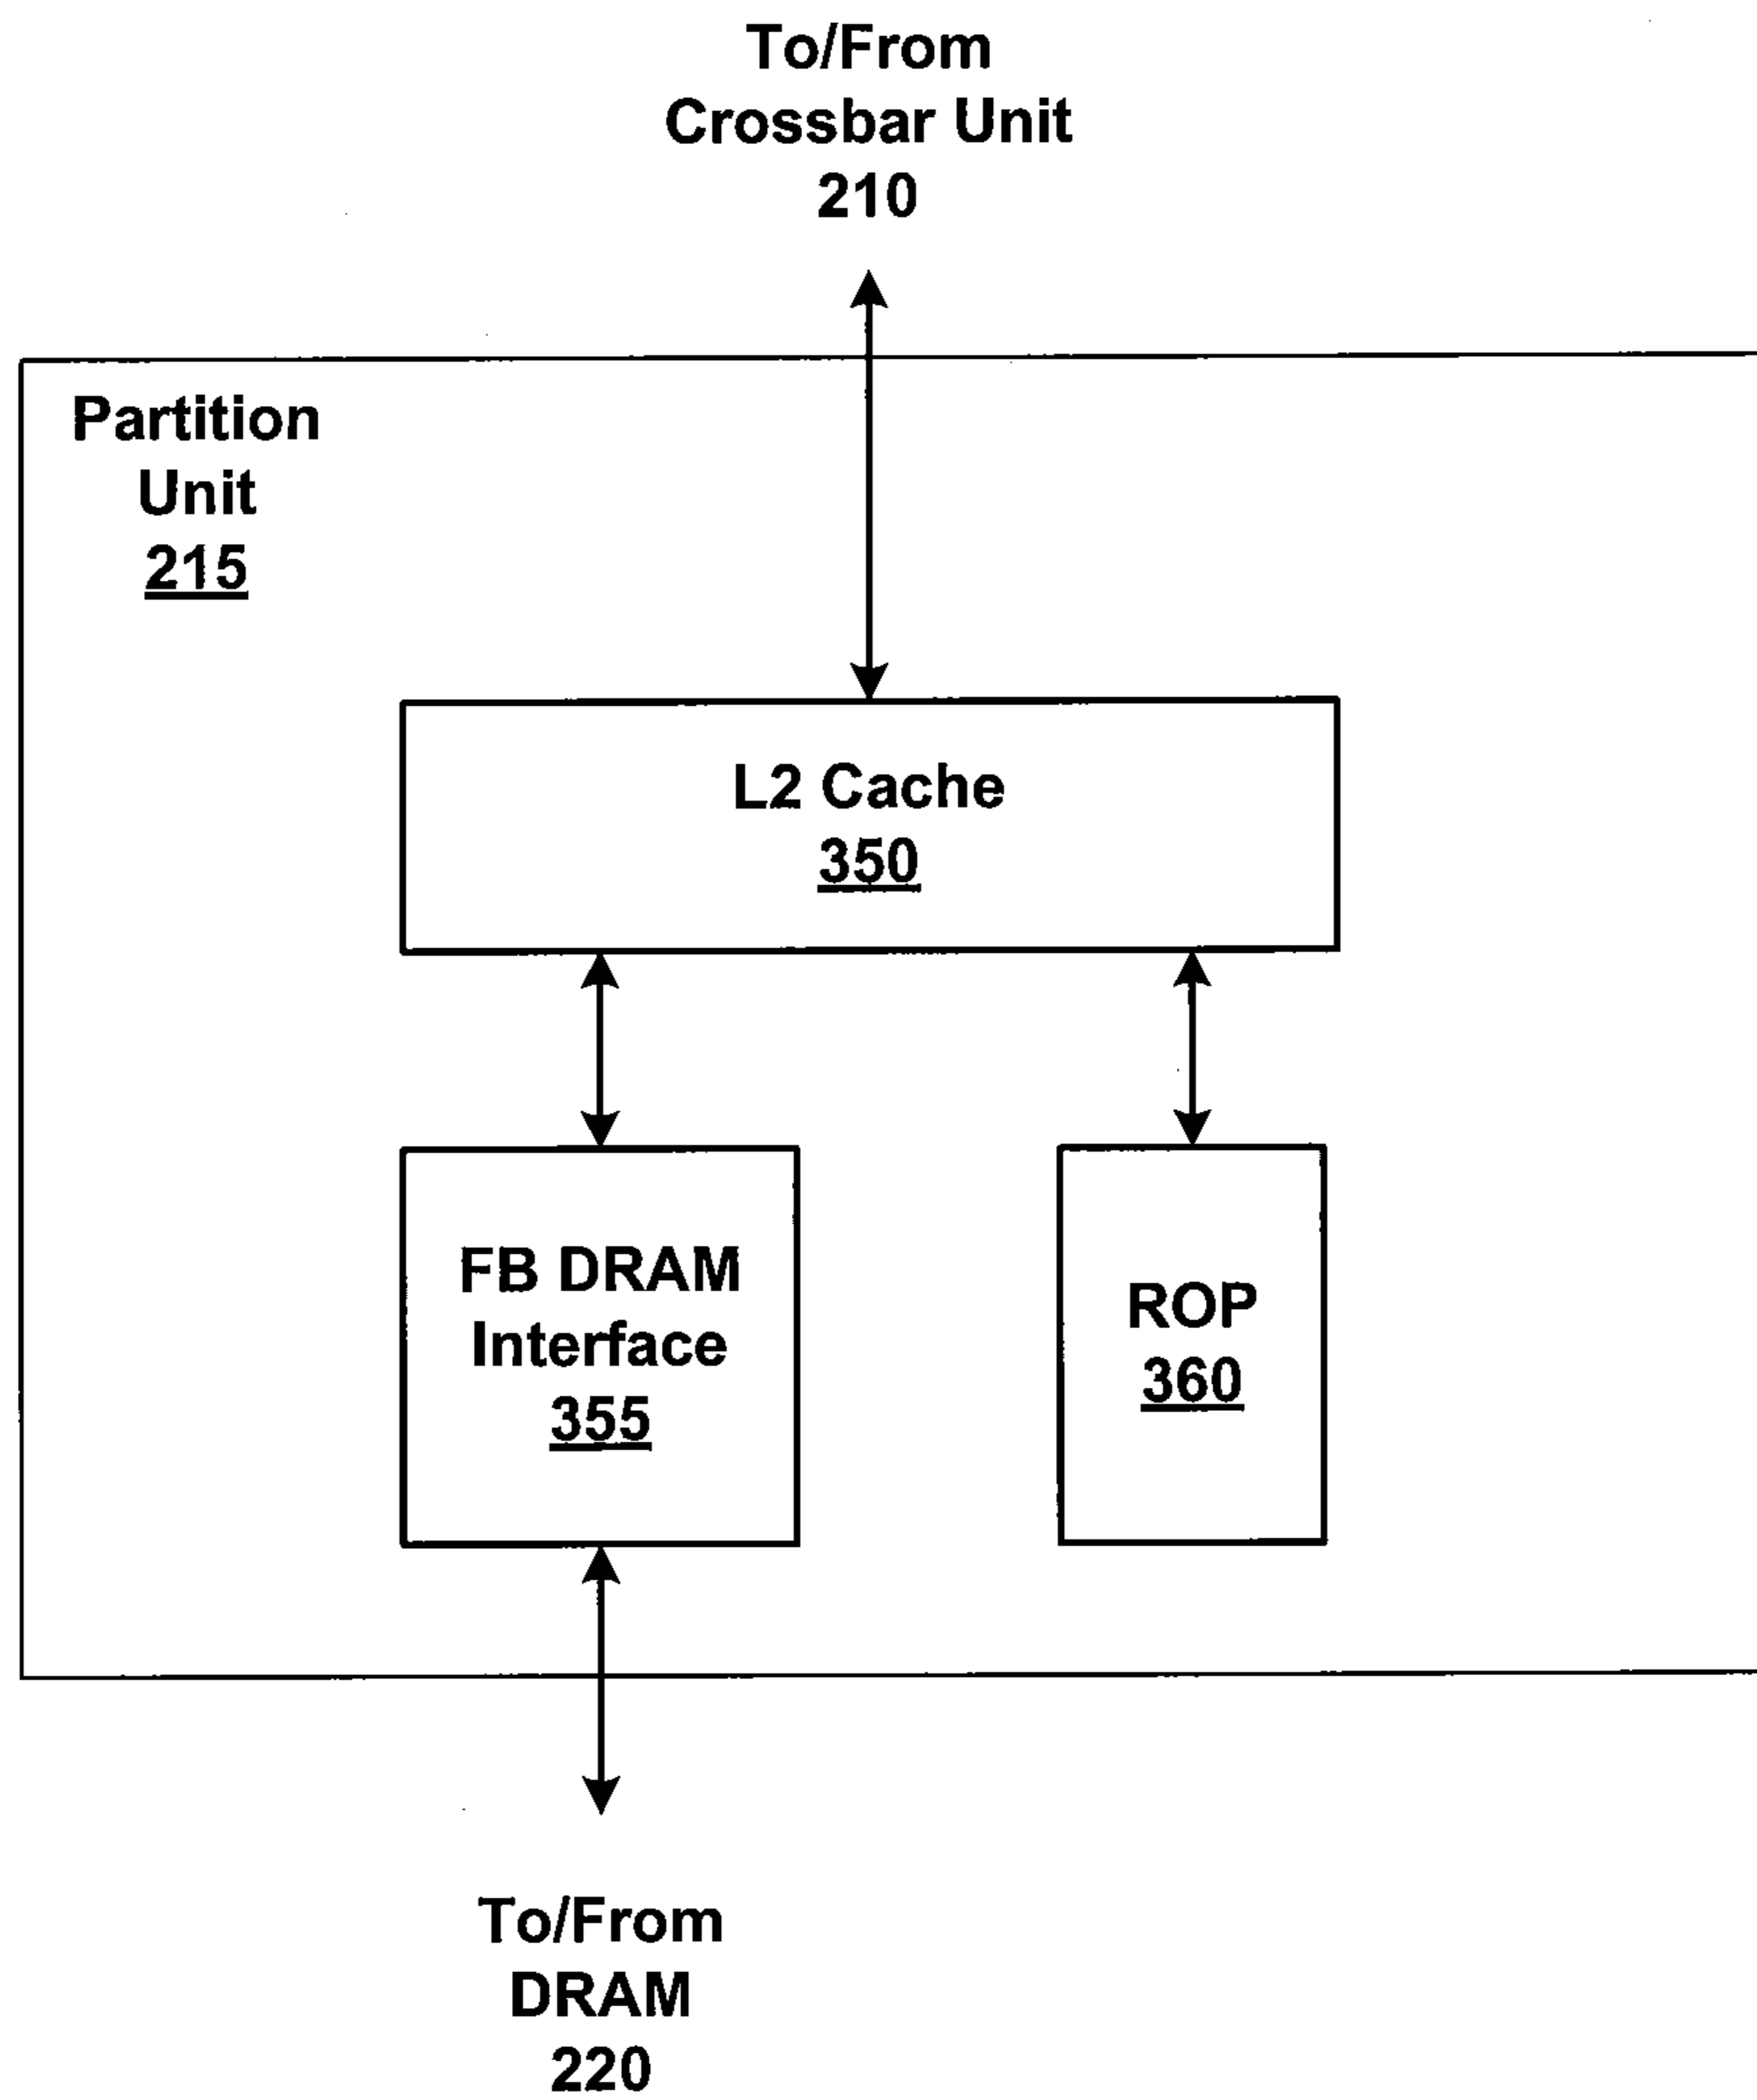 To/From
Crossbar Unit
210
Partition
Unit
215
L2 Cache
350
FB DRAM
Interface
355
ROP
360
To/From
DRAM
220